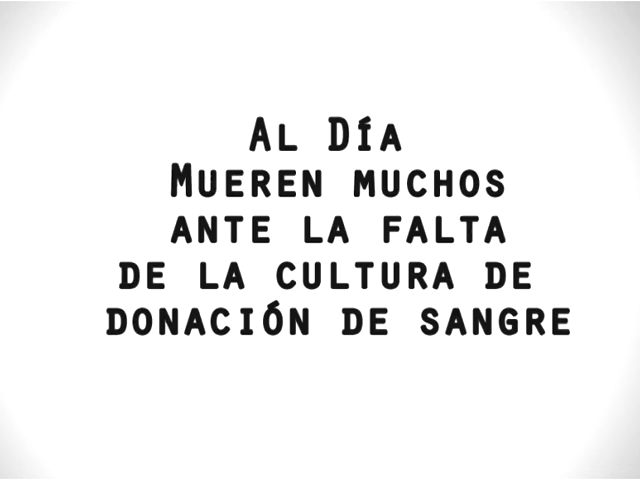 Al Día
Mueren muchos
ante la falta
de la cultura de
donación de sangre